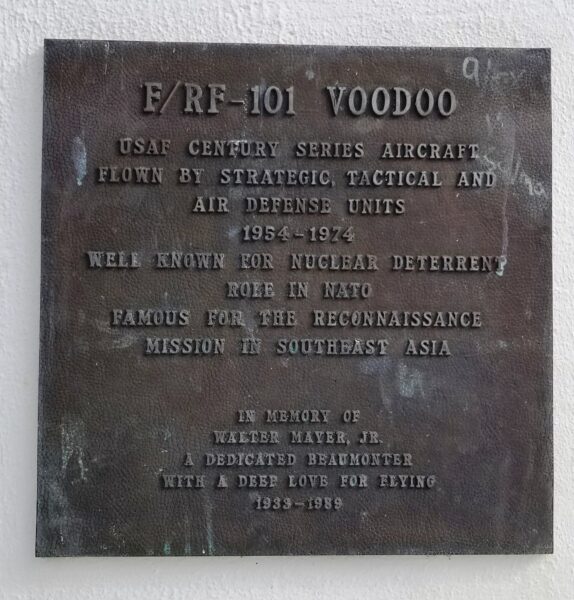 F/RF-101 VOODOO
USAF CENTURY SERIES AIRCRAFT
FLOWN BY STRATEGIC, TACTICAL AND
AIR DEFENSE UNITS
1954-1974
WELL KNOWN FOR NUCLEAR DETERRENT
ROLE IN NATO
FAMOUS FOR THE RECONNAISSANCE
MISSION IN SOUTHEAST ASIA
IN MEMORY OF
WALTER MAYER, JR.
A DEDICATED BEAUMONTER
WITH A DEEP LOVE FOR FLYING
1933-1989